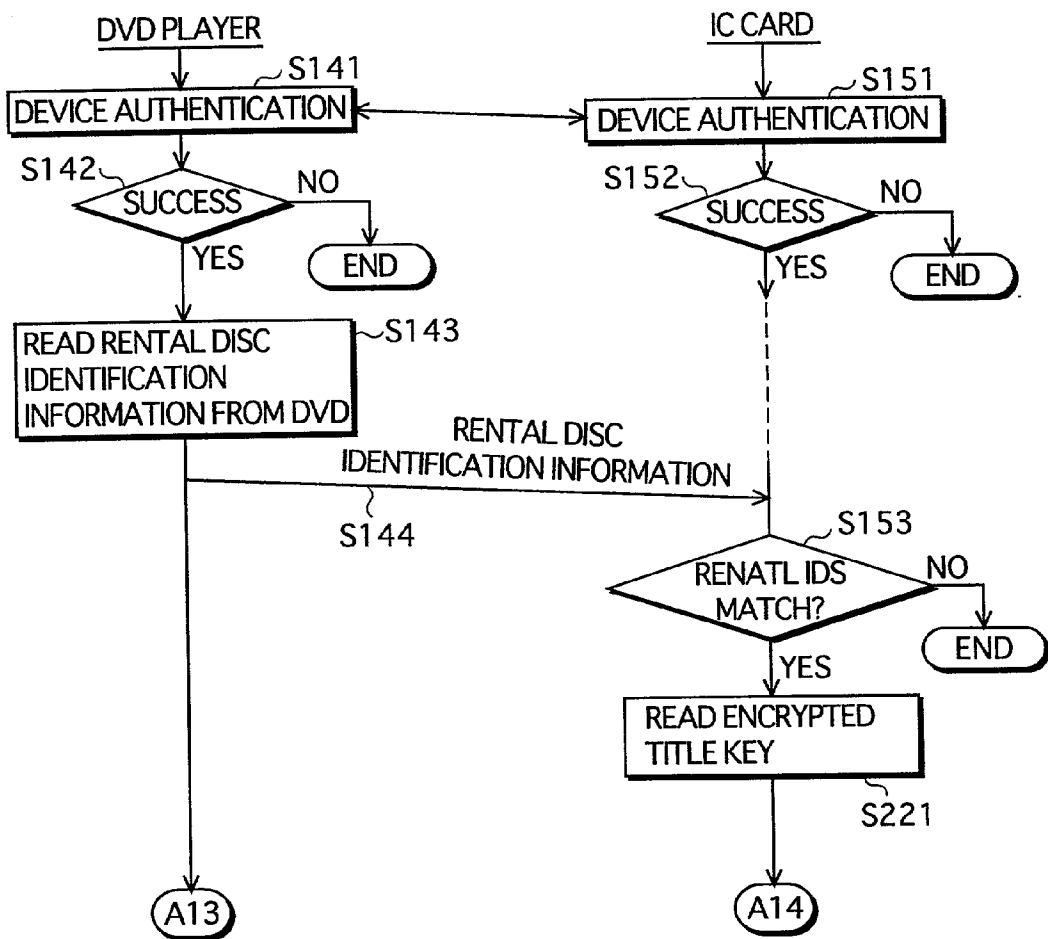 DVD PLAYER
IC CARD
S141
DEVICE AUTHENTICATION
S151
DEVICE AUTHENTICATION
S142
SUCCESS
NO
YES
END
S152
SUCCESS
NO
YES
END
S143
READ RENTAL DISC
IDENTIFICATION
INFORMATION FROM DVD
RENTAL DISC
IDENTIFICATION INFORMATION
S144
S153
RENATL IDS
MATCH?
NO
END
YES
READ ENCRYPTED
TITLE KEY
S221
A13
A14